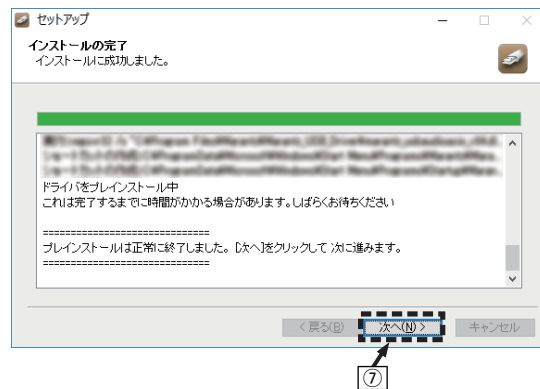 セットアップ
インストールの完了
インストールに成功しました。
ドライバをプレインストール中
これは完了するまでに時間がかかる場合があります。しばらくお待ちください
==============================
プレインストールは正常に終了しました。[次へ]をクリックして 次に進みます。
==============================
< 戻る(B)
次へ(N) >
キャンセル
⑦